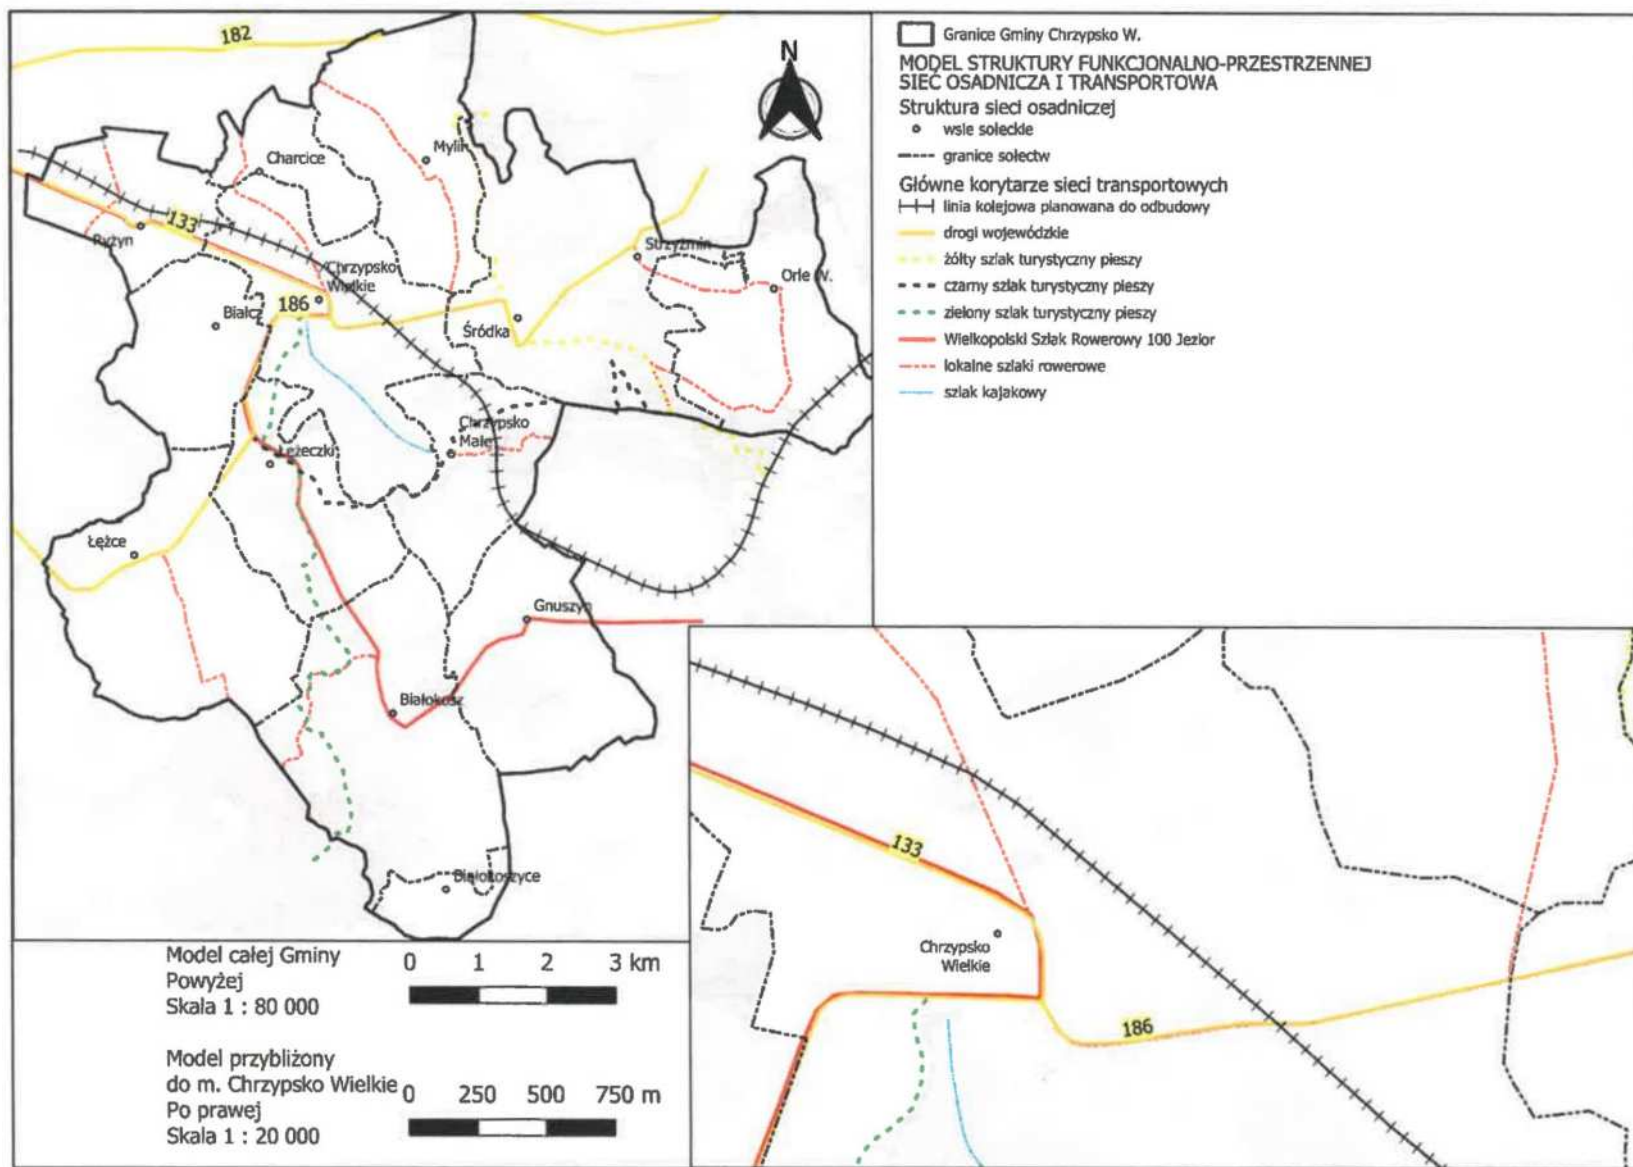 182
N
Charcice
Mylin
133
Ryżyn
Strzyżmin
Chrzypsko
Wielkie
Orle W.
186
Białcz
Śródka
Chrzypsko
Małe
Łężeczki
Łężce
Gnuszyn
Białokosz
Białokoszyce
Granice Gminy Chrzypsko W.
MODEL STRUKTURY FUNKCJONALNO-PRZESTRZENNEJ
SIEĆ OSADNICZA I TRANSPORTOWA
Struktura sieci osadniczej
wsie sołeckie
granice sołectw
Główne korytarze sieci transportowych
linia kolejowa planowana do odbudowy
drogi wojewódzkie
żółty szlak turystyczny pieszy
czarny szlak turystyczny pieszy
zielony szlak turystyczny pieszy
Wielkopolski Szlak Rowerowy 100 Jezior
lokalne szlaki rowerowe
szlak kajakowy
133
Chrzypsko
Wielkie
186
Model całej Gminy
Powyżej
Skala 1 : 80 000
0 1 2 3 km
Model przybliżony
do m. Chrzypsko Wielkie
Po prawej
Skala 1 : 20 000
0 250 500 750 m